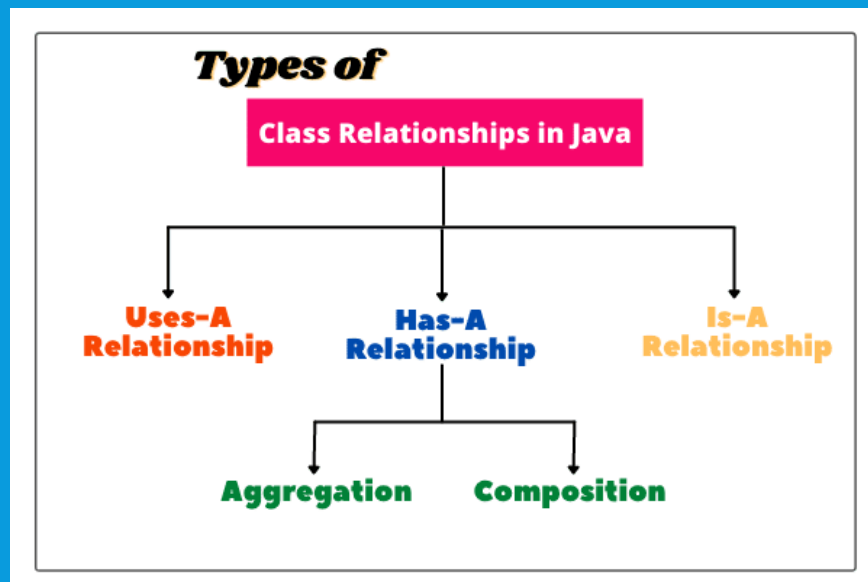 Types of
Class Relationships in Java
Uses-A
Relationship
Has-A
Relationship
Is-A
Relationship
Aggregation
Composition